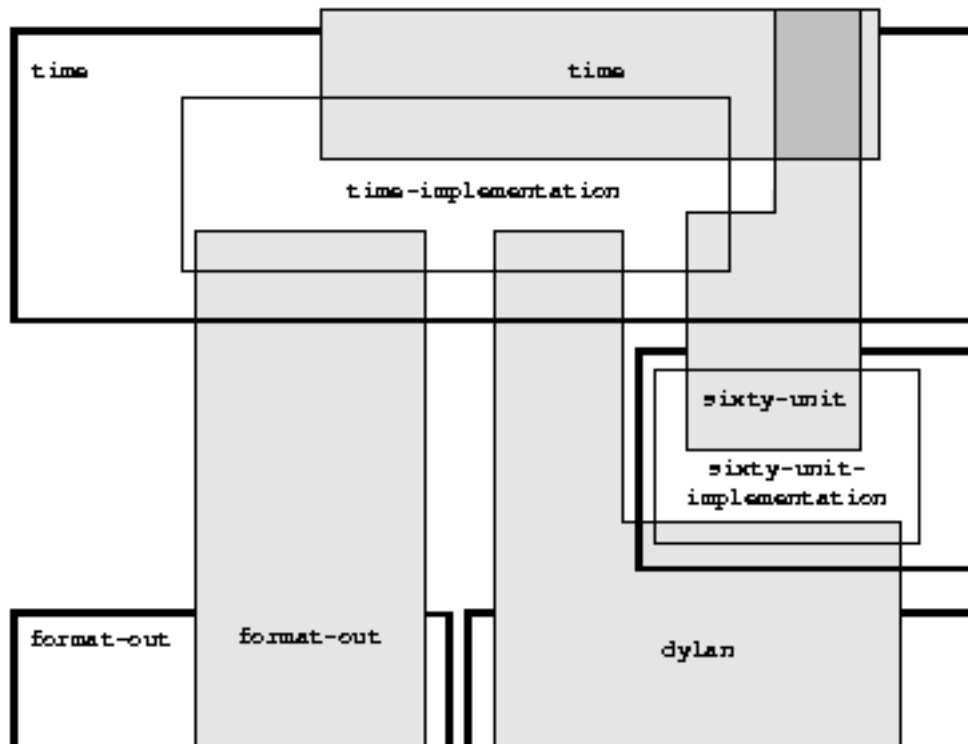 time
time
time-implementation
sixty-unit
sixty-unit-
implementation
format-out
format-out
dylan